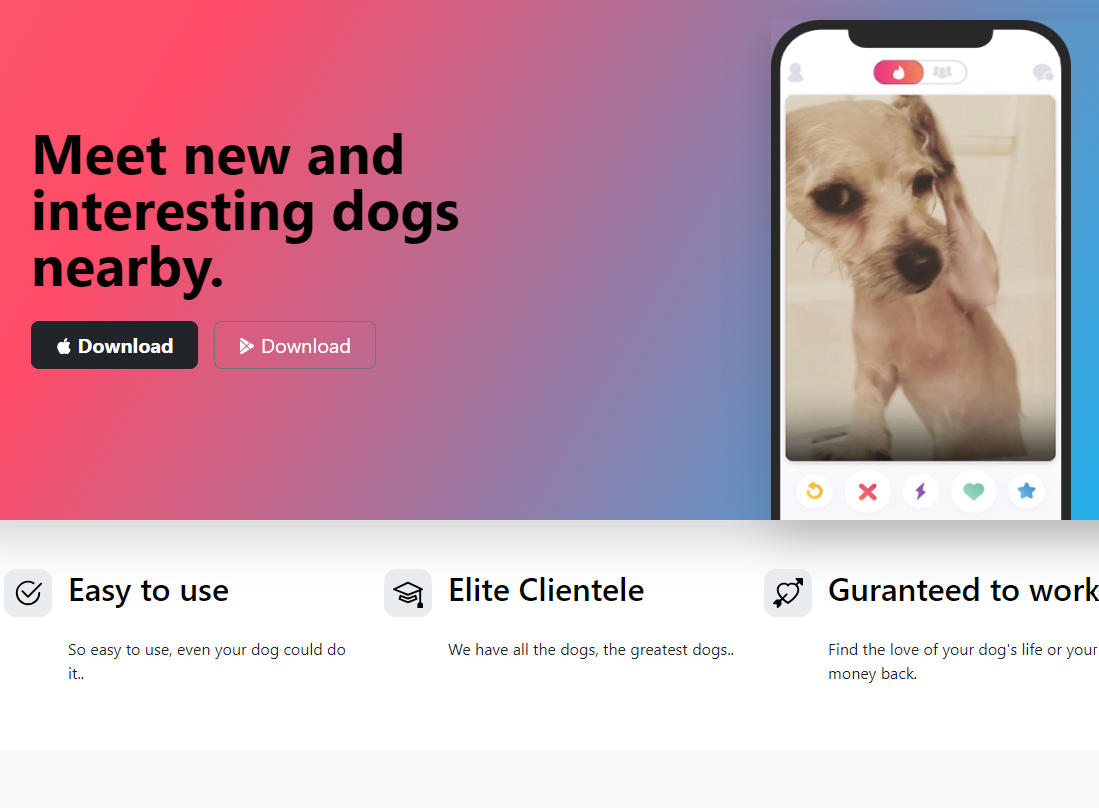 Meet new and
interesting dogs
nearby.
Download
Download
Easy to use
Elite Clientele
Guranteed to work
So easy to use, even your dog could do
it..
We have all the dogs, the greatest dogs..
Find the love of your dog's life or your
money back.